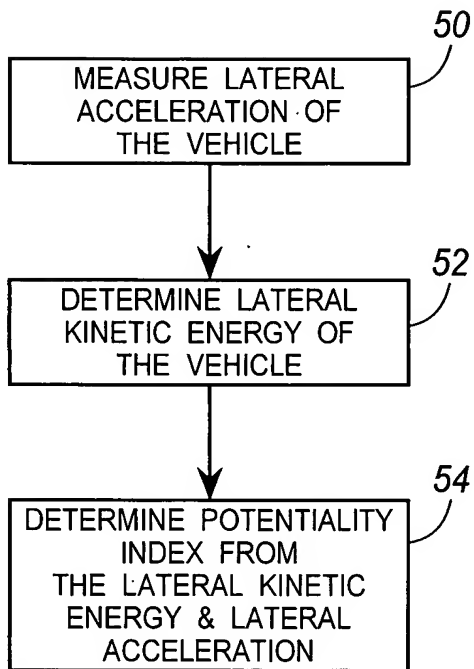 50
MEASURE LATERAL
ACCELERATION OF
THE VEHICLE
52
DETERMINE LATERAL
KINETIC ENERGY OF
THE VEHICLE
54
DETERMINE POTENTIALITY
INDEX FROM
THE LATERAL KINETIC
ENERGY & LATERAL
ACCELERATION